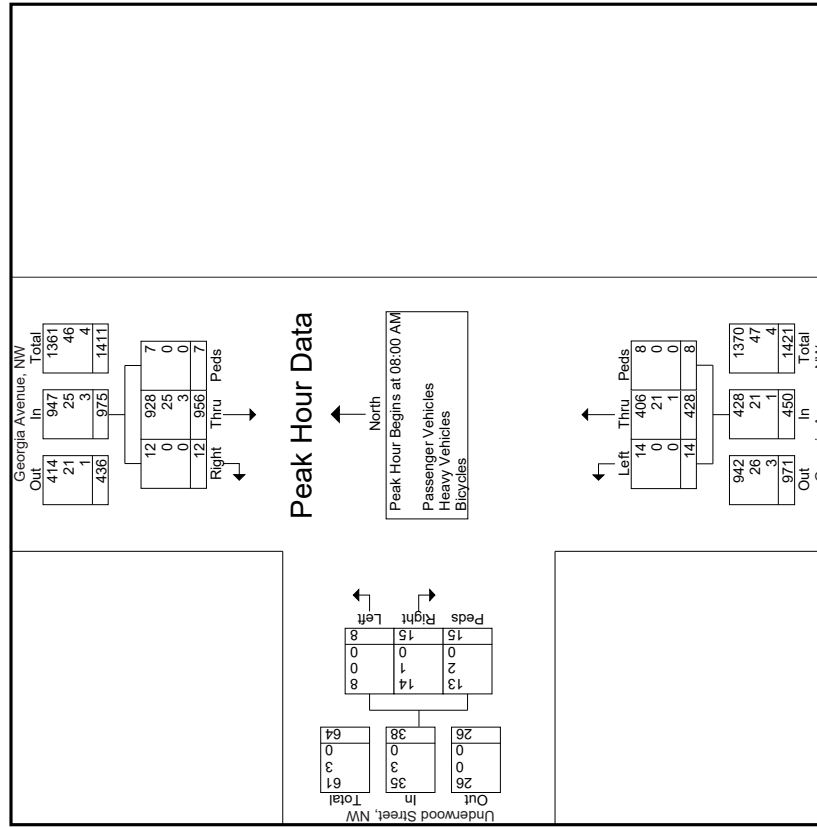 Georgia Avenue, NW
Out In Total
414 947 1361
21 25 46
1 3 4
436 975 1411
12 928 7
0 25 0
0 3 0
12 956 7
Right Thru Peds
Peak Hour Data
North
Peak Hour Begins at 08:00 AM
Passenger Vehicles
Heavy Vehicles
Bicycles
Underwood Street, NW
Total In Out
61 35 26
3 3 0
0 0 0
64 38 26
8 14 13
0 1 2
0 0 0
8 15 15
Left Right Peds
Left Thru Peds
14 406 8
0 21 0
0 1 0
14 428 8
942 428 1370
26 21 47
3 1 4
971 450 1421
Out In Total